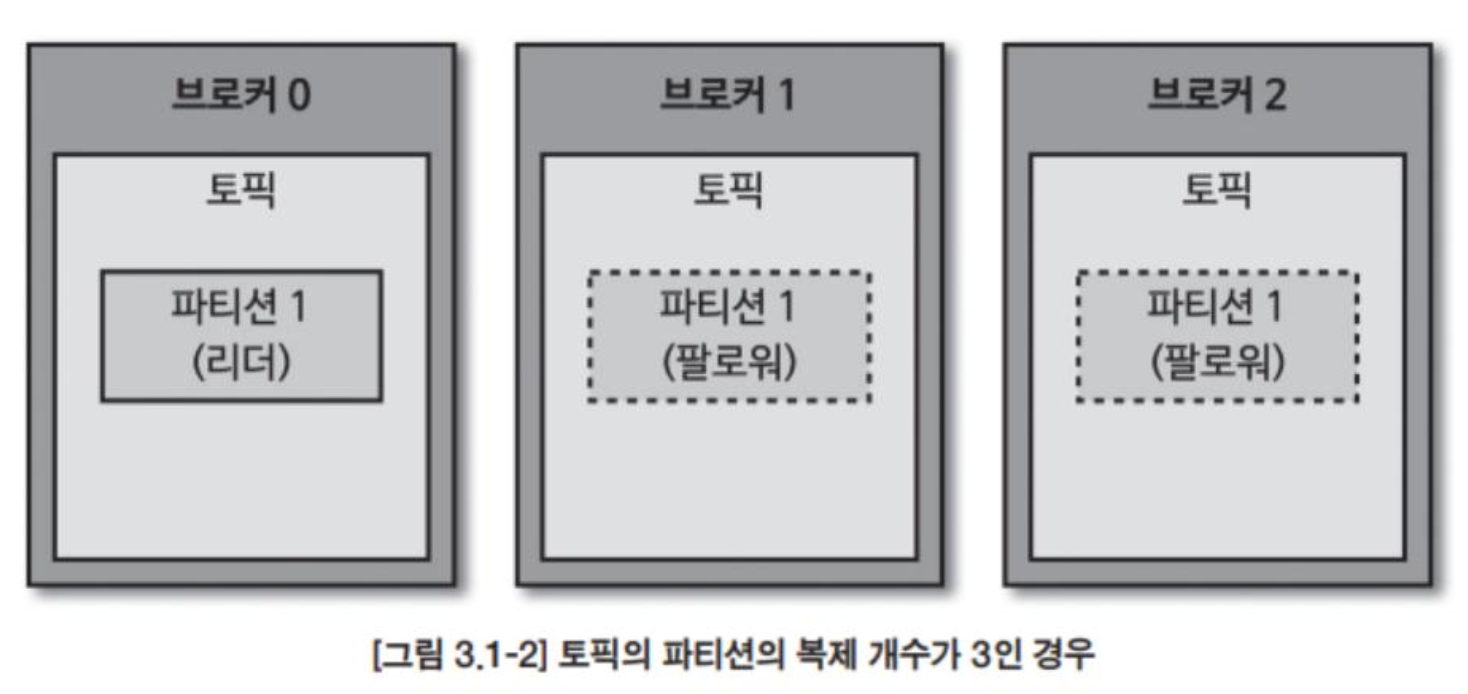 브로커 0
토픽
파티션 1
(리더)
브로커 1
토픽
파티션 1
(팔로워)
브로커 2
토픽
파티션 1
(팔로워)
[그림 3.1-2] 토픽의 파티션의 복제 개수가 3인 경우